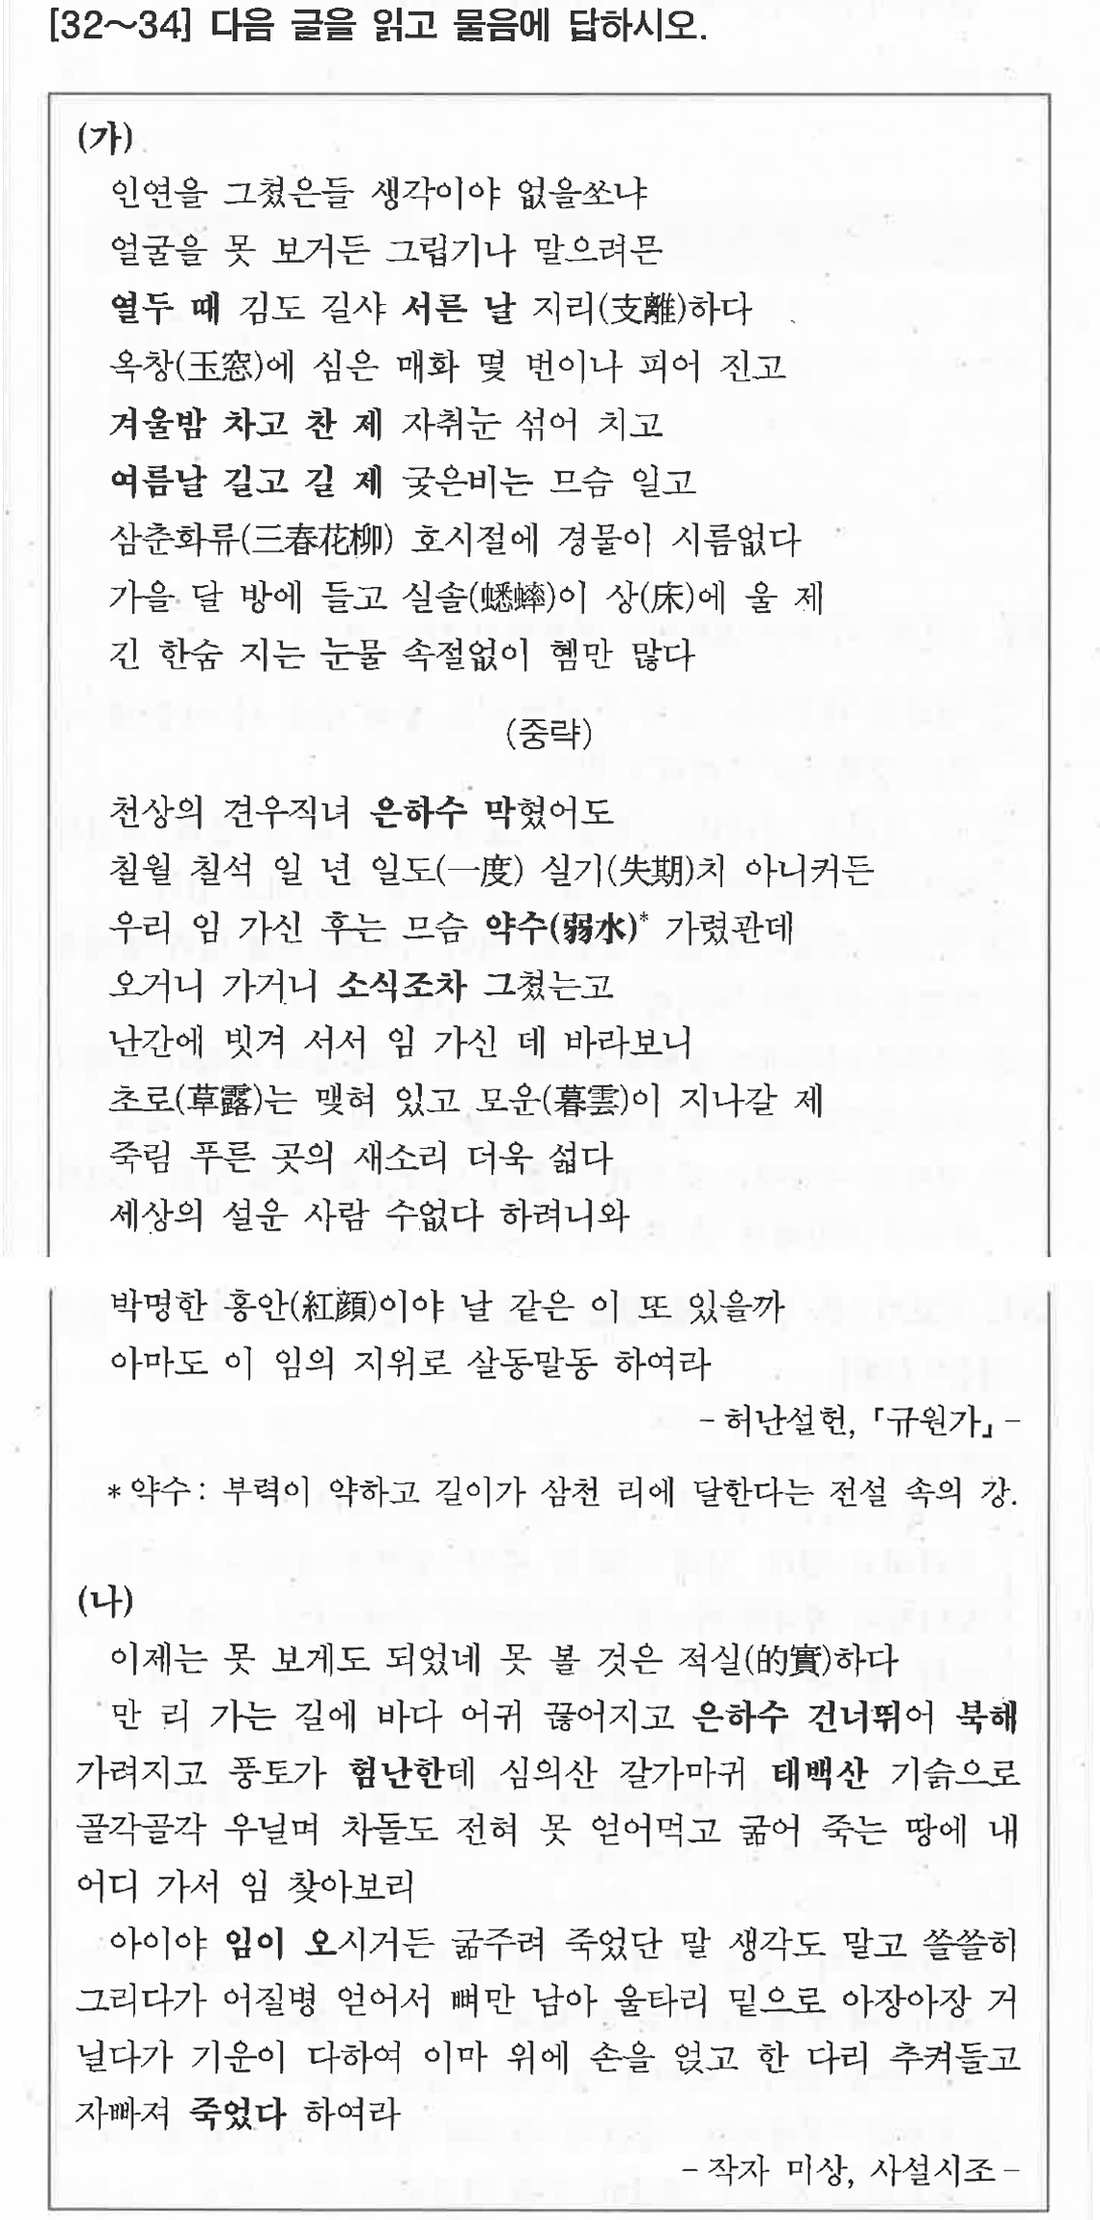 [32~34] 다음 글을 읽고 물음에 답하시오.
(가)
인연을 그쳤은들 생각이야 없을쏘냐
얼굴을 못 보거든 그립기나 말으려믄
열두 때 김도 길샤 서른 날 지리(支離)하다
옥창(玉窓)에 심은 매화 몇 번이나 피어 진고
겨울밤 차고 찬 제 자취눈 섞어 치고
여름날 길고 길 제 궂은비는 므슴 일고
삼춘화류(三春花柳) 호시절에 경물이 시름없다
가을 달 방에 들고 실솔(蟋蟀)이 상(床)에 울 제
긴 한숨 지는 눈물 속절없이 혬만 많다
(중략)
천상의 견우직녀 은하수 막혔어도
칠월 칠석 일 년 일도(一度) 실기(失期)치 아니커든
우리 임 가신 후는 므슴 약수(弱水)* 가렸관데
오거니 가거니 소식조차 그쳤는고
난간에 빗겨 서서 임 가신 데 바라보니
초로(草露)는 맺혀 있고 모운(暮雲)이 지나갈 제
죽림 푸른 곳의 새소리 더욱 섧다
세상의 설운 사람 수없다 하려니와
박명한 홍안(紅顔)이야 날 같은 이 또 있을까
아마도 이 임의 지위로 살동말동 하여라
- 허난설헌, 「규원가」 -
* 약수 : 부력이 약하고 길이가 삼천 리에 달한다는 전설 속의 강.
(나)
이제는 못 보게도 되었네 못 볼 것은 적실(的實)하다
만 리 가는 길에 바다 어귀 끊어지고 은하수 건너뛰어 북해
가려지고 풍토가 험난한데 심의산 갈가마귀 태백산 기슭으로
골각골각 우닐며 차돌도 전혀 못 얻어먹고 굶어 죽는 땅에 내
어디 가서 임 찾아보리
아이야 임이 오시거든 굶주려 죽었단 말 생각도 말고 쓸쓸히
그리다가 어질병 얻어서 뼈만 남아 울타리 밑으로 아장아장 거
닐다가 기운이 다하여 이마 위에 손을 얹고 한 다리 추켜들고
자빠져 죽었다 하여라
- 작자 미상, 사설시조 -